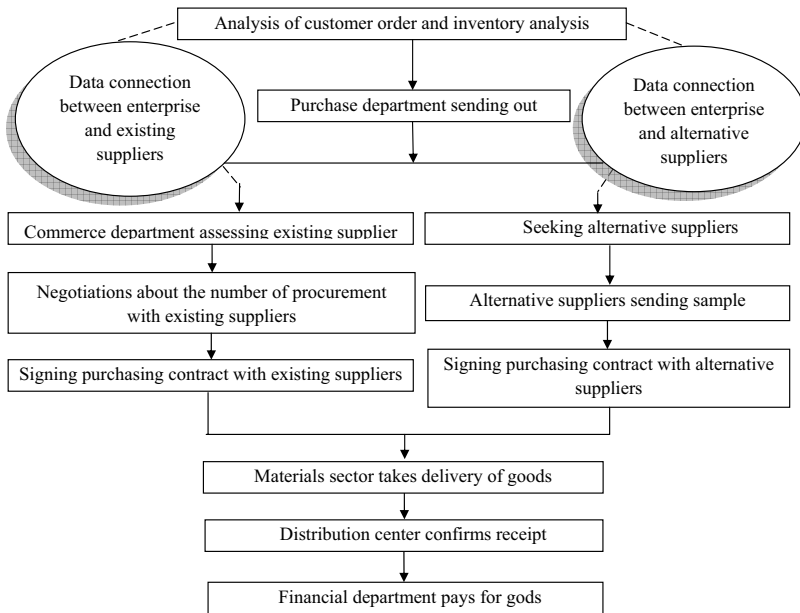 Analysis of customer order and inventory analysis
Data connection
between enterprise
and existing
suppliers
Purchase department sending out
Data connection
between enterprise
and alternative
suppliers
Commerce department assessing existing supplier
Seeking alternative suppliers
Negotiations about the number of procurement
with existing suppliers
Alternative suppliers sending sample
Signing purchasing contract with existing suppliers
Signing purchasing contract with alternative
suppliers
Materials sector takes delivery of goods
Distribution center confirms receipt
Financial department pays for gods